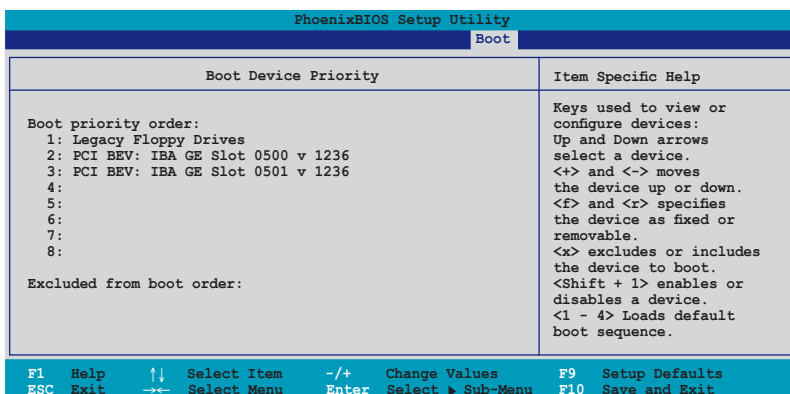 PhoenixBIOS Setup Utility
Boot
Boot Device Priority
Item Specific Help
Boot priority order:
1: Legacy Floppy Drives
2: PCI BEV: IBA GE Slot 0500 v 1236
3: PCI BEV: IBA GE Slot 0501 v 1236
4:
5:
6:
7:
8:
Excluded from boot order:
Keys used to view or
configure devices:
Up and Down arrows
select a device.
<+> and <-> moves
the device up or down.
<f> and <r> specifies
the device as fixed or
removable.
<x> excludes or includes
the device to boot.
<Shift + 1> enables or
disables a device.
<1 - 4> Loads default
boot sequence.
F1 Help ↑↓ Select Item -/+ Change Values F9 Setup Defaults
ESC Exit →← Select Menu Enter Select ▶ Sub-Menu F10 Save and Exit